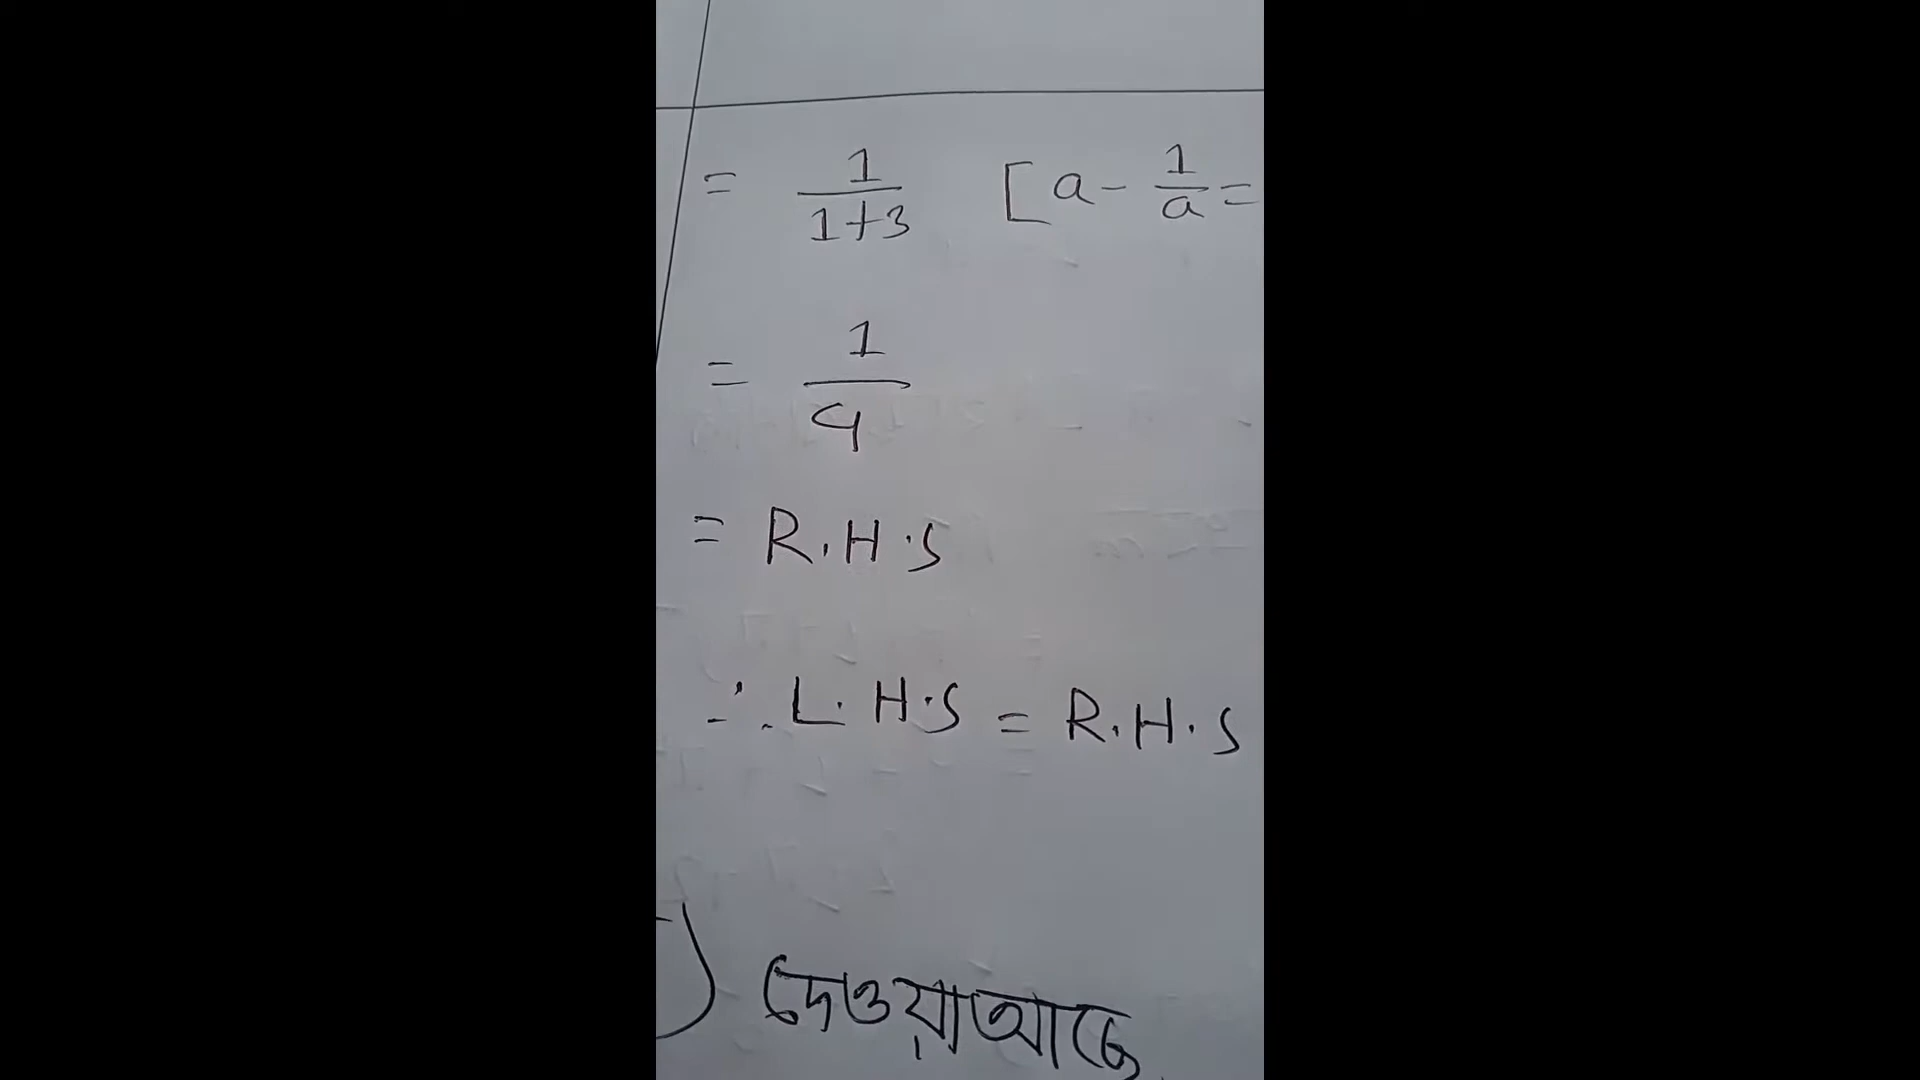 = 1/(1+3) [a - 1/a =
= 1/4
= R.H.S
∴ L.H.S = R.H.S
) দেওয়া আছে